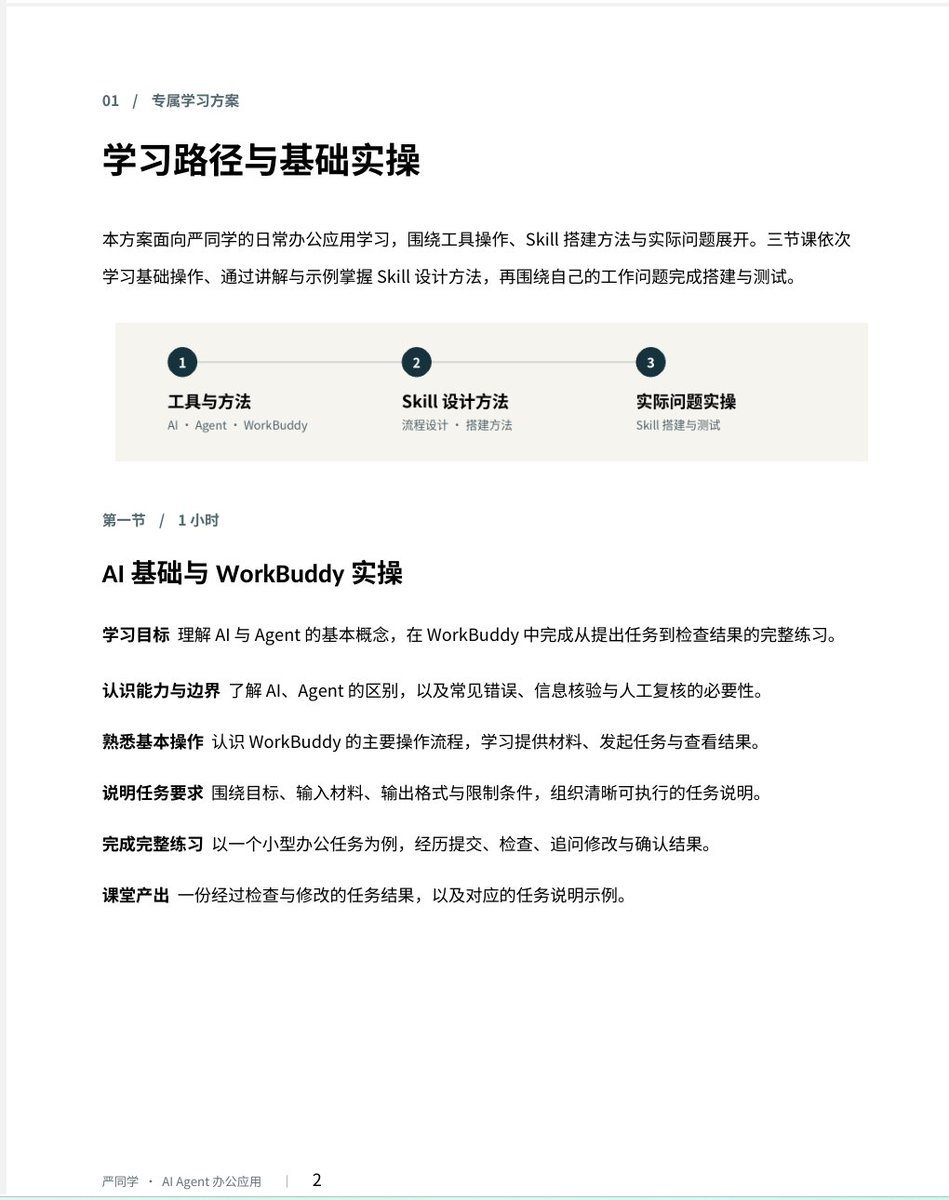 01 / 专属学习方案
学习路径与基础实操
本方案面向严同学的日常办公应用学习，围绕工具操作、Skill 搭建方法与实际问题展开。三节课依次
学习基础操作、通过讲解与示例掌握 Skill 设计方法，再围绕自己的工作问题完成搭建与测试。
1 2 3
工具与方法 Skill 设计方法 实际问题实操
AI · Agent · WorkBuddy 流程设计 · 搭建方法 Skill 搭建与测试
第一节 / 1 小时
AI 基础与 WorkBuddy 实操
学习目标 理解 AI 与 Agent 的基本概念，在 WorkBuddy 中完成从提出任务到检查结果的完整练习。
认识能力与边界 了解 AI、Agent 的区别，以及常见错误、信息核验与人工复核的必要性。
熟悉基本操作 认识 WorkBuddy 的主要操作流程，学习提供材料、发起任务与查看结果。
说明任务要求 围绕目标、输入材料、输出格式与限制条件，组织清晰可执行的任务说明。
完成完整练习 以一个小型办公任务为例，经历提交、检查、追问修改与确认结果。
课堂产出 一份经过检查与修改的任务结果，以及对应的任务说明示例。
严同学 · AI Agent 办公应用 | 2